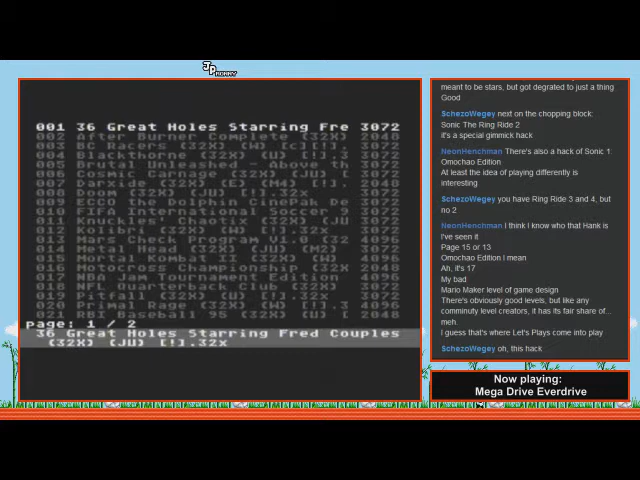 JP
RONNY
001 36 Great Holes Starring Fre 3072
002 After Burner Complete (32X) 2048
003 BC Racers (32X) (W) [c][!]. 3072
004 Blackthorne (32X) (U) [!].3 3072
005 Brutal Unleashed - Above th 3072
006 Cosmic Carnage (32X) (JU) 3072
007 Darxide (32X) (E) (M4) [!]. 2048
008 Doom (32X) (JU) [!].32x 3072
009 ECCO the Dolphin CinePak De 3072
010 FIFA International Soccer 9 3072
011 Knuckles' Chaotix (32X) (JU 3072
012 Kolibri (32X) (W) [!].32x 3072
013 Mars Check Program V1.0 (32 4096
014 Metal Head (32X) (JU) (M2) 3072
015 Mortal Kombat II (32X) (W) 4096
016 Motocross Championship (32X 2048
017 NBA Jam Tournament Edition 4096
018 NFL Quarterback Club (32X) 3072
019 Pitfall (32X) (U) [!].32x 3072
020 Primal Rage (32X) (U) [!].3 4096
021 RBI Baseball 95 (32X) (U) 2048
Page: 1 / 2
36 Great Holes Starring Fred Couples
(32X) (JU) [!].32x
meant to be stars, but got degrated to just a thing
Good
SchezoWegey next on the chopping block:
Sonic The Ring Ride 2
it's a special gimmick hack
NeonHenchman There's also a hack of Sonic 1:
Omochao Edition
At least the idea of playing differently is
interesting
SchezoWegey you have Ring Ride 3 and 4, but
no 2
NeonHenchman I think I know who that Hank is
I've seen it
Page 15 or 13
Omochao Edition I mean
Ah, it's 17
My bad
Mario Maker level of game design
There's obviously good levels, but like any
comminuty level creators, it has its fair share of...
meh.
I guess that's where Let's Plays come into play
SchezoWegey oh, this hack
Now playing:
Mega Drive Everdrive